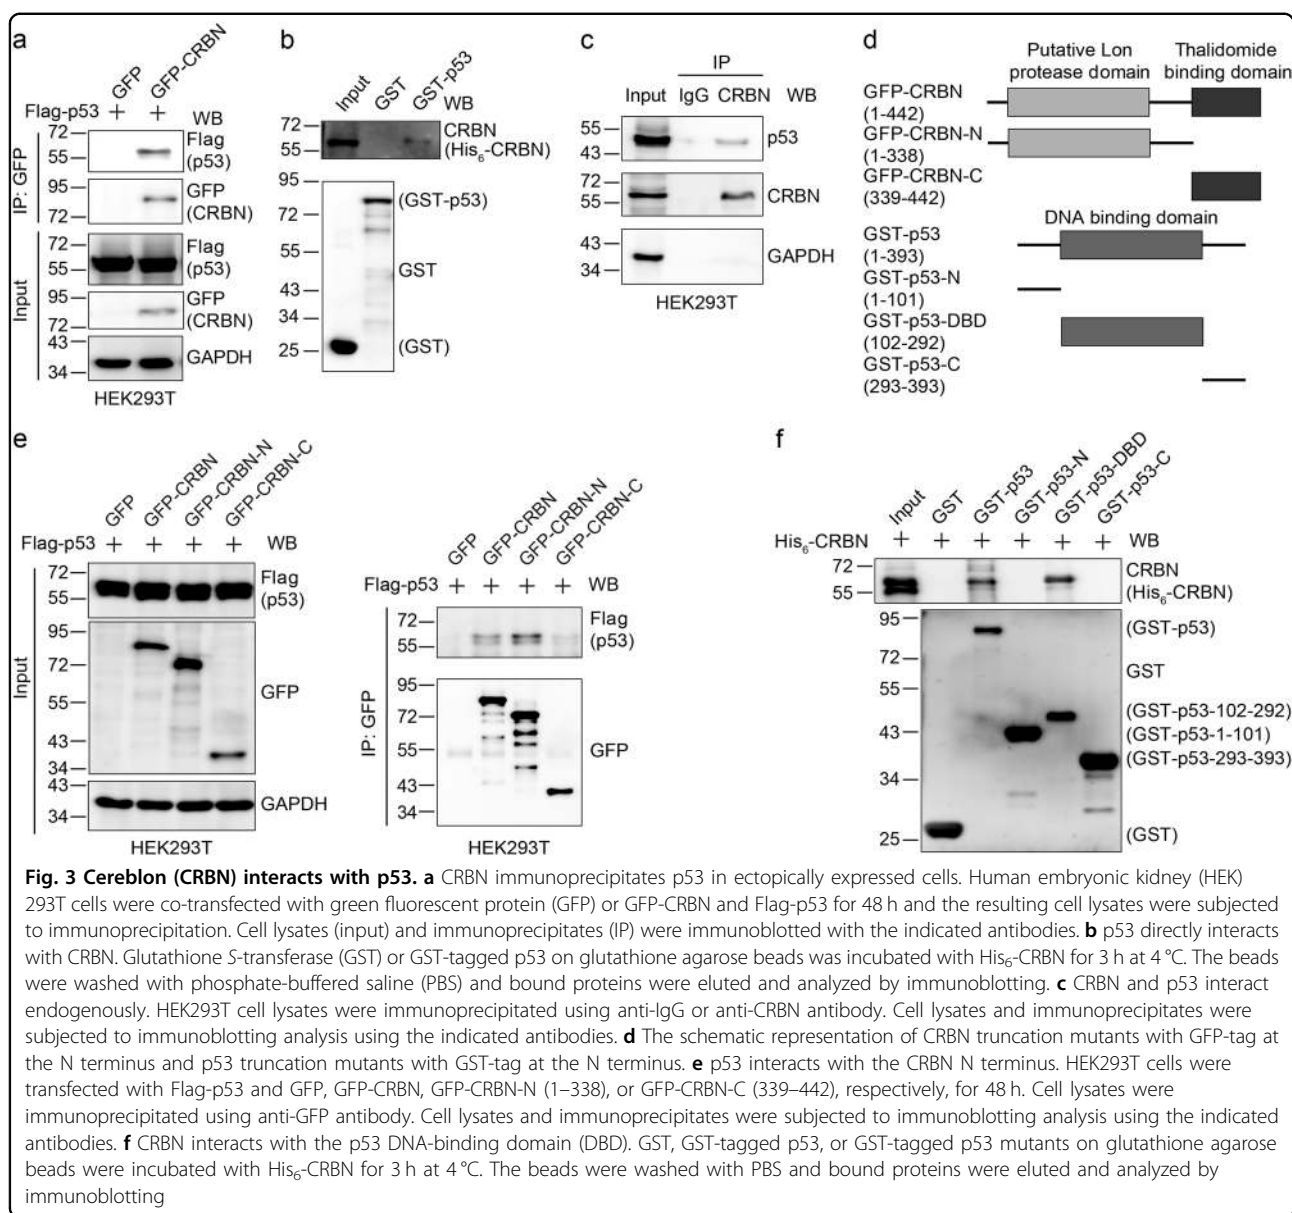 a
GFP
GFP-CRBN
Flag-p53 + + WB
IP: GFP
72
55
Flag
(p53)
95
72
GFP
(CRBN)
Input
72
55
Flag
(p53)
95
72
GFP
(CRBN)
43
34
GAPDH
HEK293T
b
Input
GST
GST-p53
WB
72
55
CRBN
(His6-CRBN)
95
72
55
43
34
25
(GST-p53)
GST
(GST)
c
IP
Input IgG CRBN WB
55
43
p53
72
55
CRBN
43
34
GAPDH
HEK293T
d
Putative Lon
protease domain
Thalidomide
binding domain
GFP-CRBN
(1-442)
GFP-CRBN-N
(1-338)
GFP-CRBN-C
(339-442)
DNA binding domain
GST-p53
(1-393)
GST-p53-N
(1-101)
GST-p53-DBD
(102-292)
GST-p53-C
(293-393)
e
GFP
GFP-CRBN
GFP-CRBN-N
GFP-CRBN-C
Flag-p53 + + + + WB
Input
72
55
Flag
(p53)
95
72
55
43
34
GFP
43
34
GAPDH
HEK293T
GFP
GFP-CRBN
GFP-CRBN-N
GFP-CRBN-C
Flag-p53 + + + + WB
IP: GFP
72
55
Flag
(p53)
95
72
55
43
34
GFP
HEK293T
f
Input
GST
GST-p53
GST-p53-N
GST-p53-DBD
GST-p53-C
His6-CRBN + + + + + + WB
72
55
CRBN
(His6-CRBN)
95
72
55
43
34
25
(GST-p53)
GST
(GST-p53-102-292)
(GST-p53-1-101)
(GST-p53-293-393)
(GST)
Fig. 3 Cereblon (CRBN) interacts with p53. a CRBN immunoprecipitates p53 in ectopically expressed cells. Human embryonic kidney (HEK)
293T cells were co-transfected with green fluorescent protein (GFP) or GFP-CRBN and Flag-p53 for 48 h and the resulting cell lysates were subjected
to immunoprecipitation. Cell lysates (input) and immunoprecipitates (IP) were immunoblotted with the indicated antibodies. b p53 directly interacts
with CRBN. Glutathione S-transferase (GST) or GST-tagged p53 on glutathione agarose beads was incubated with His6-CRBN for 3 h at 4 °C. The beads
were washed with phosphate-buffered saline (PBS) and bound proteins were eluted and analyzed by immunoblotting. c CRBN and p53 interact
endogenously. HEK293T cell lysates were immunoprecipitated using anti-IgG or anti-CRBN antibody. Cell lysates and immunoprecipitates were
subjected to immunoblotting analysis using the indicated antibodies. d The schematic representation of CRBN truncation mutants with GFP-tag at
the N terminus and p53 truncation mutants with GST-tag at the N terminus. e p53 interacts with the CRBN N terminus. HEK293T cells were
transfected with Flag-p53 and GFP, GFP-CRBN, GFP-CRBN-N (1–338), or GFP-CRBN-C (339–442), respectively, for 48 h. Cell lysates were
immunoprecipitated using anti-GFP antibody. Cell lysates and immunoprecipitates were subjected to immunoblotting analysis using the indicated
antibodies. f CRBN interacts with the p53 DNA-binding domain (DBD). GST, GST-tagged p53, or GST-tagged p53 mutants on glutathione agarose
beads were incubated with His6-CRBN for 3 h at 4 °C. The beads were washed with PBS and bound proteins were eluted and analyzed by
immunoblotting